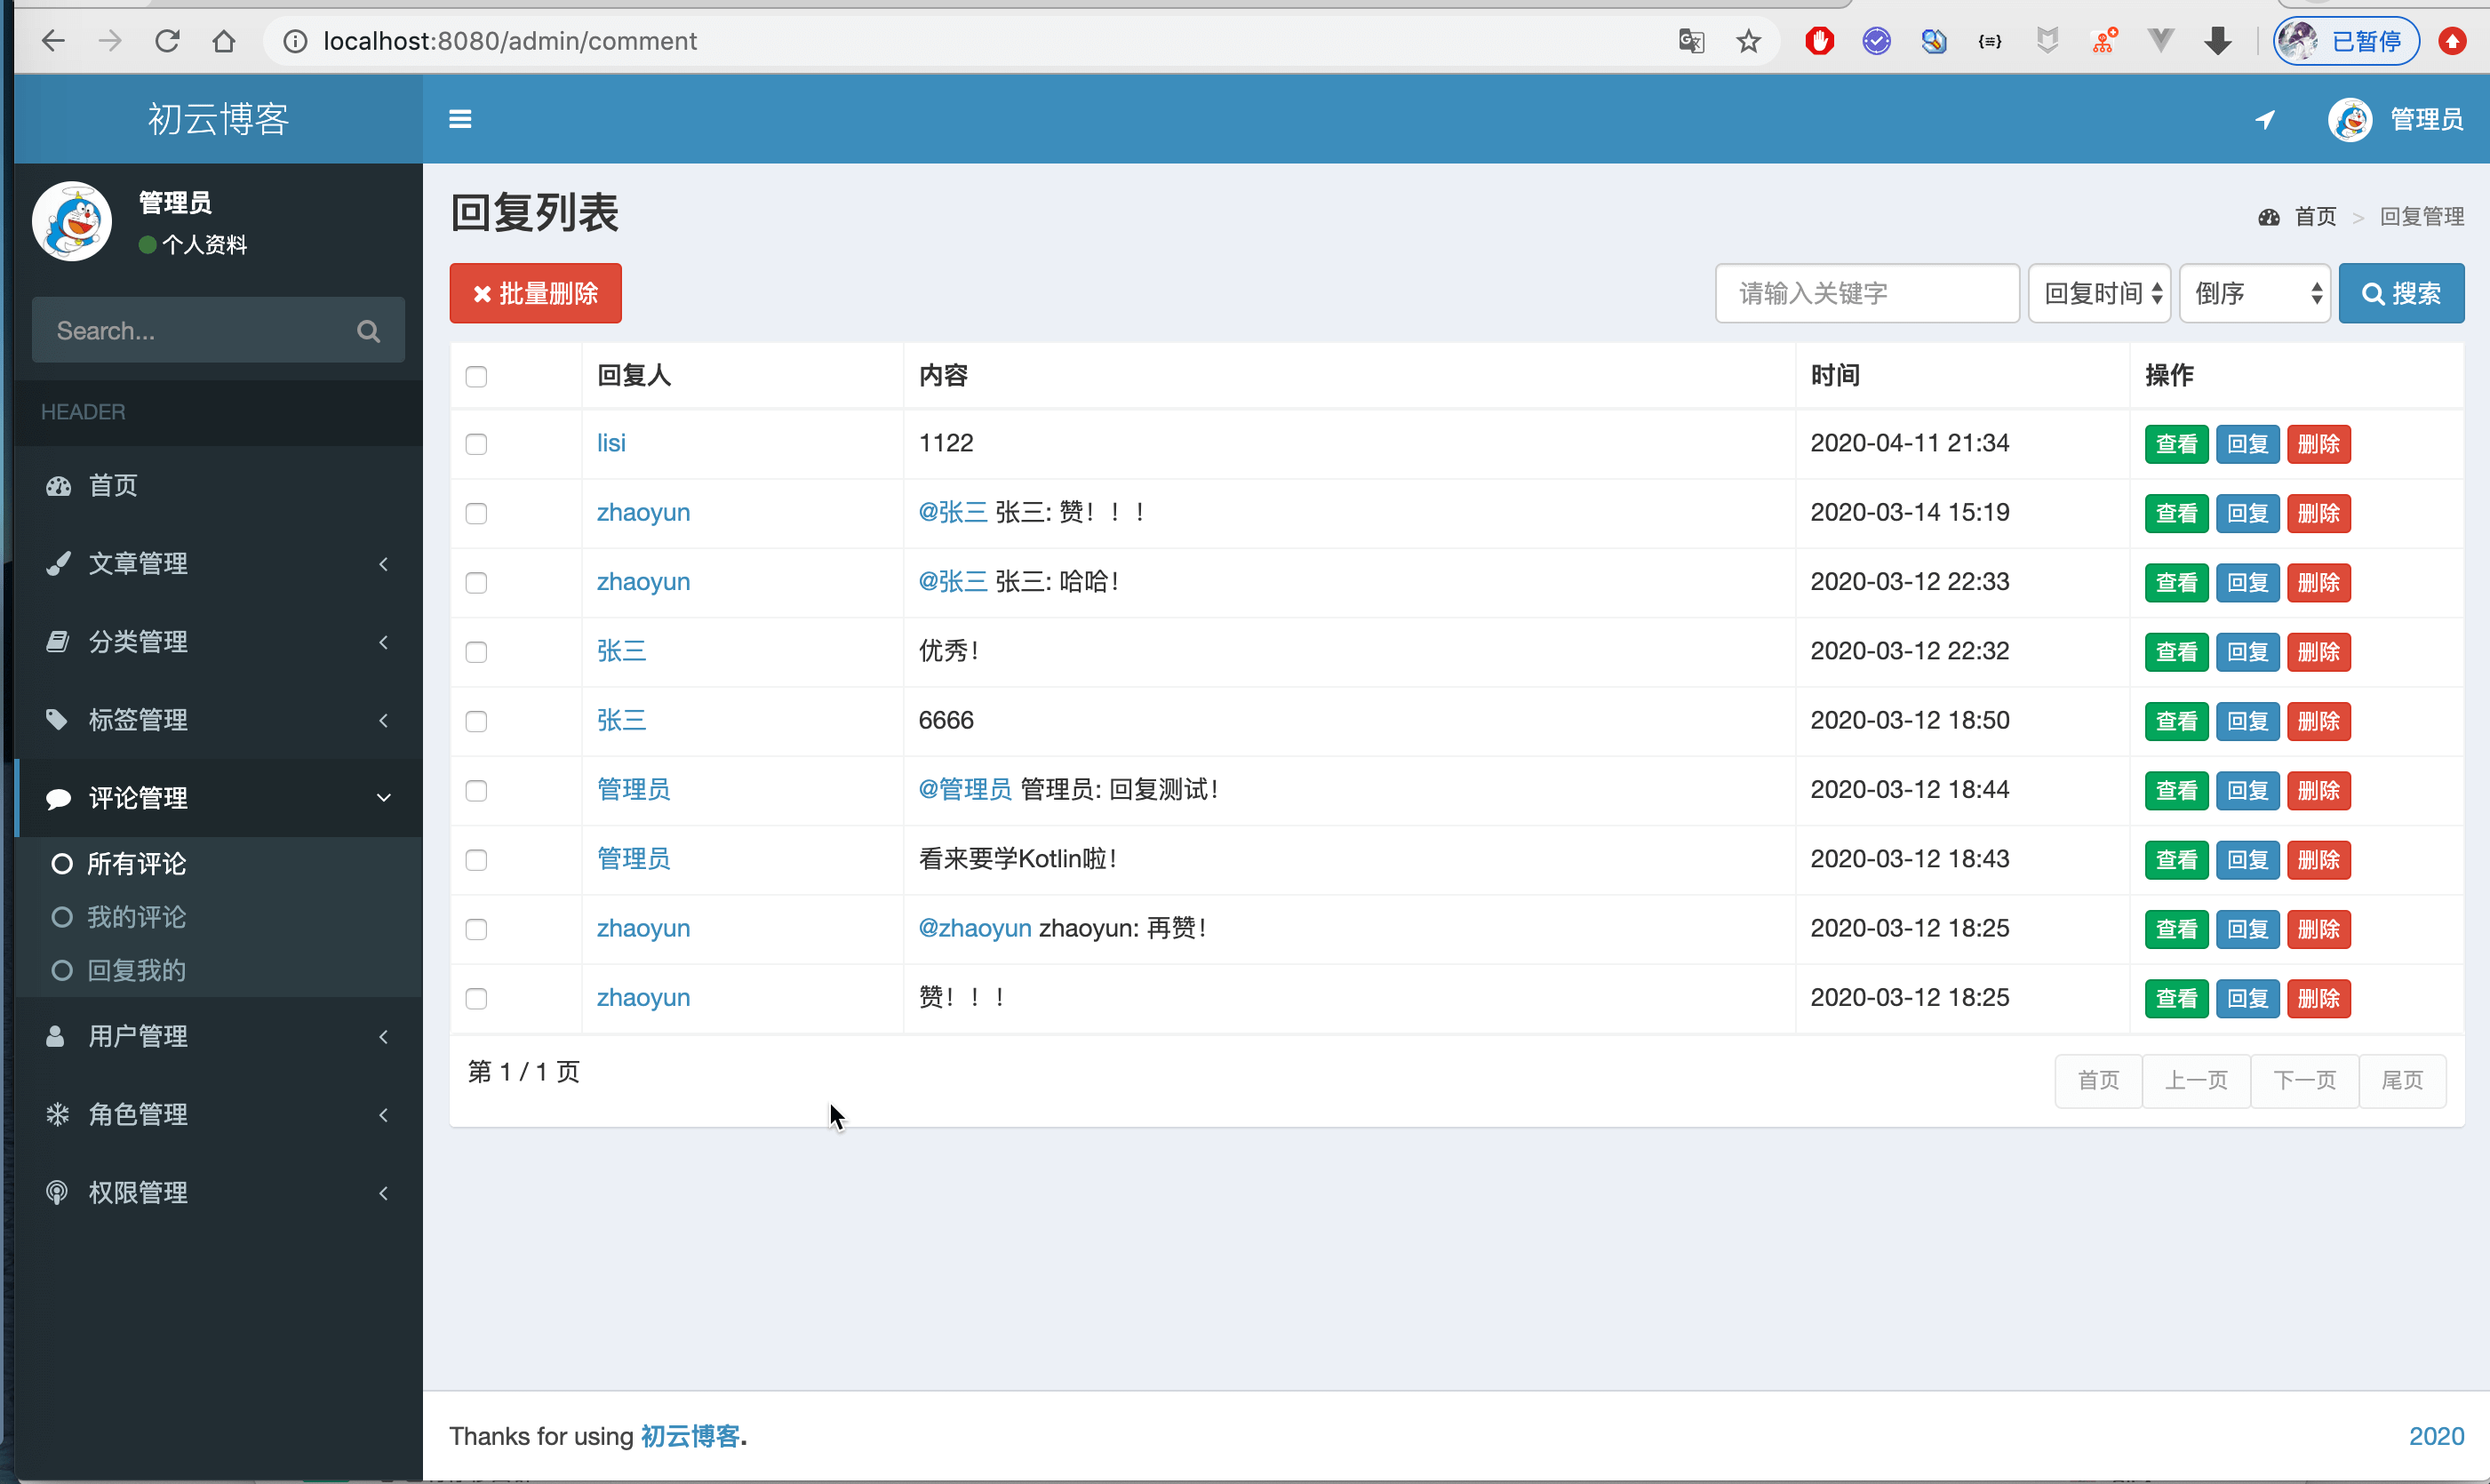 localhost:8080/admin/comment
已暂停
初云博客
管理员
管理员
个人资料
Search...
HEADER
首页
文章管理
分类管理
标签管理
评论管理
所有评论
我的评论
回复我的
用户管理
角色管理
权限管理
回复列表
首页 > 回复管理
批量删除
请输入关键字 回复时间 倒序 搜索
回复人 内容 时间 操作
lisi 1122 2020-04-11 21:34 查看 回复 删除
zhaoyun @张三 张三: 赞！！！ 2020-03-14 15:19 查看 回复 删除
zhaoyun @张三 张三: 哈哈！ 2020-03-12 22:33 查看 回复 删除
张三 优秀！ 2020-03-12 22:32 查看 回复 删除
张三 6666 2020-03-12 18:50 查看 回复 删除
管理员 @管理员 管理员: 回复测试！ 2020-03-12 18:44 查看 回复 删除
管理员 看来要学Kotlin啦！ 2020-03-12 18:43 查看 回复 删除
zhaoyun @zhaoyun zhaoyun: 再赞！ 2020-03-12 18:25 查看 回复 删除
zhaoyun 赞！！！ 2020-03-12 18:25 查看 回复 删除
第 1 / 1 页
首页 上一页 下一页 尾页
Thanks for using 初云博客.
2020